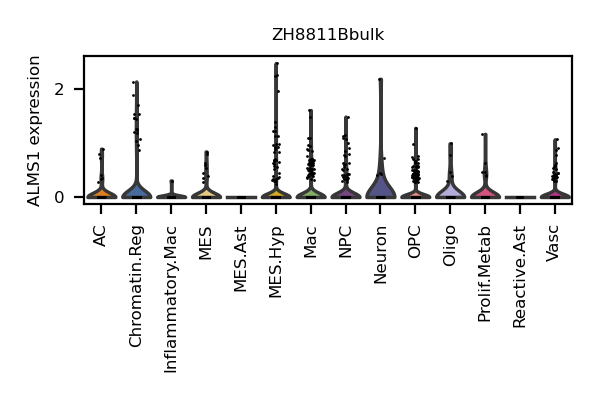 ZH8811Bbulk
ALMS1 expression
2
0
AC
Chromatin.Reg
Inflammatory.Mac
MES
MES.Ast
MES.Hyp
Mac
NPC
Neuron
OPC
Oligo
Prolif.Metab
Reactive.Ast
Vasc